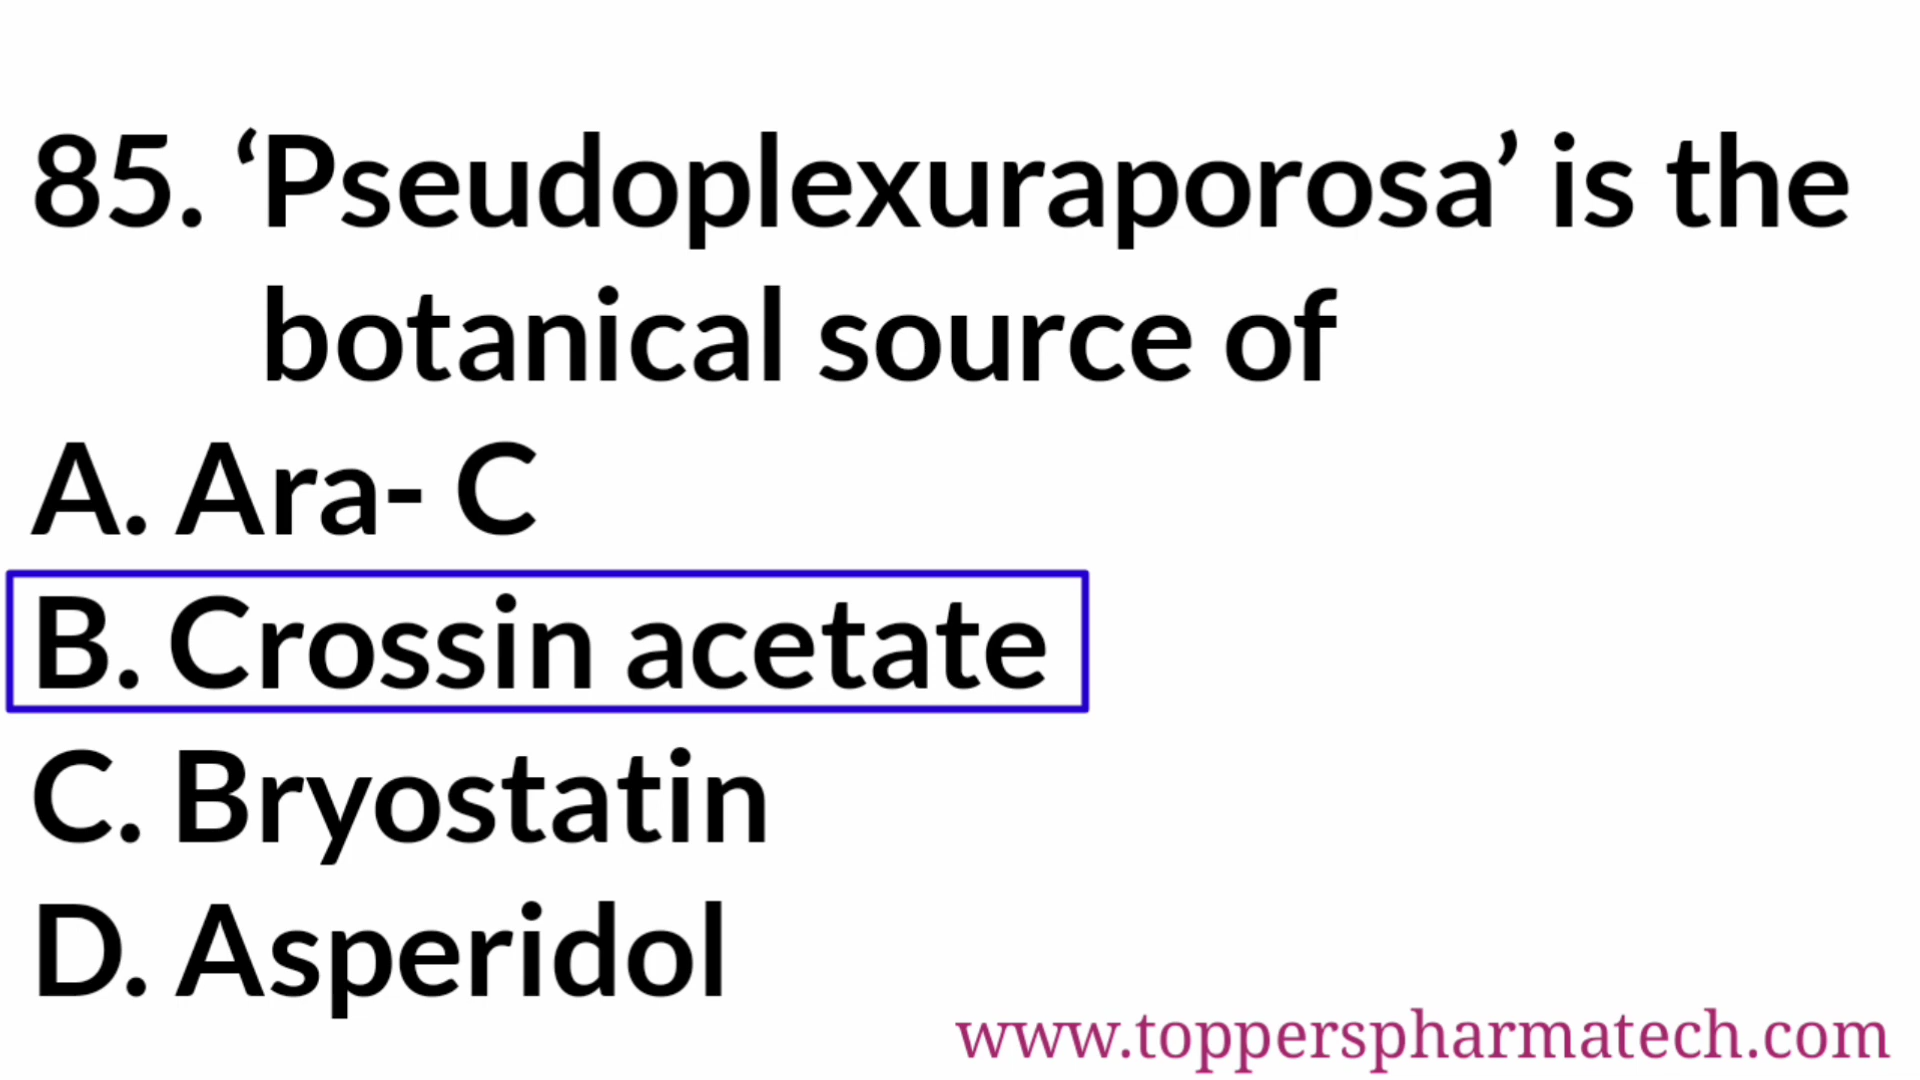 85. ‘Pseudoplexuraporosa’ is the
botanical source of
A. Ara- C
B. Crossin acetate
C. Bryostatin
D. Asperidol
www.topperspharmatech.com